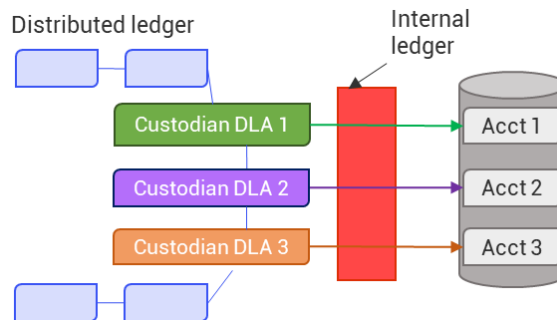 Distributed ledger
Internal
ledger
Custodian DLA 1
Acct 1
Custodian DLA 2
Acct 2
Custodian DLA 3
Acct 3